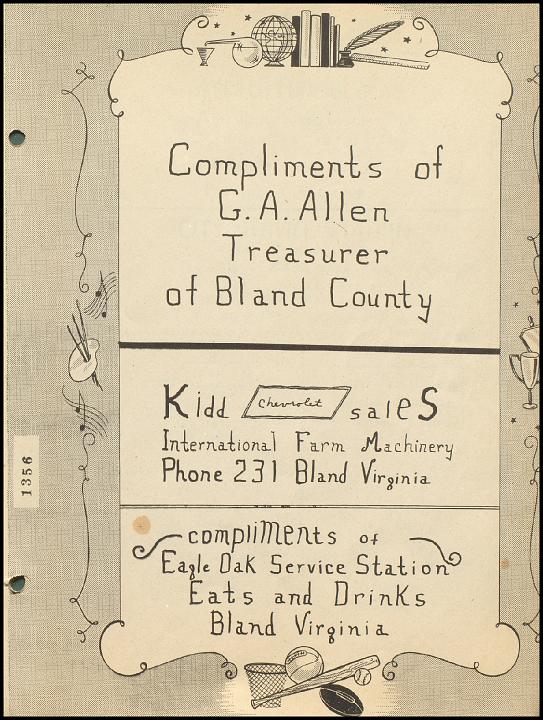 Compliments of
G. A. Allen
Treasurer
of Bland County
Kidd Chevrolet sales
International Farm Machinery
Phone 231 Bland Virginia
compliments of
Eagle Oak Service Station
Eats and Drinks
Bland Virginia
1356